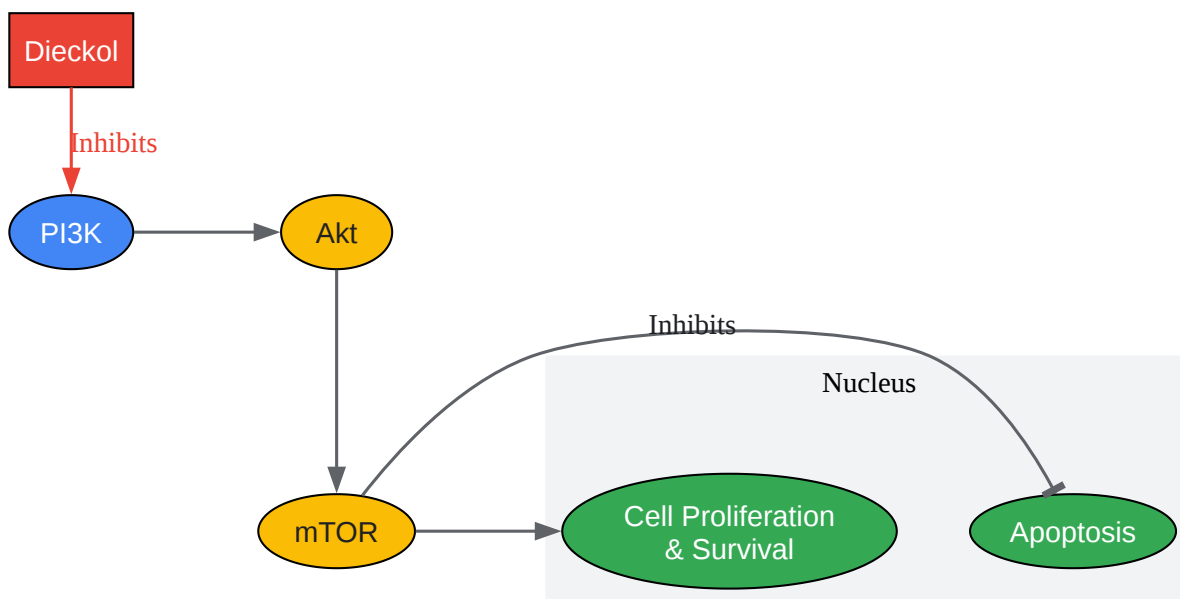 Dieckol
Inhibits
PI3K
Akt
Inhibits
Nucleus
mTOR
Cell Proliferation
& Survival
Apoptosis